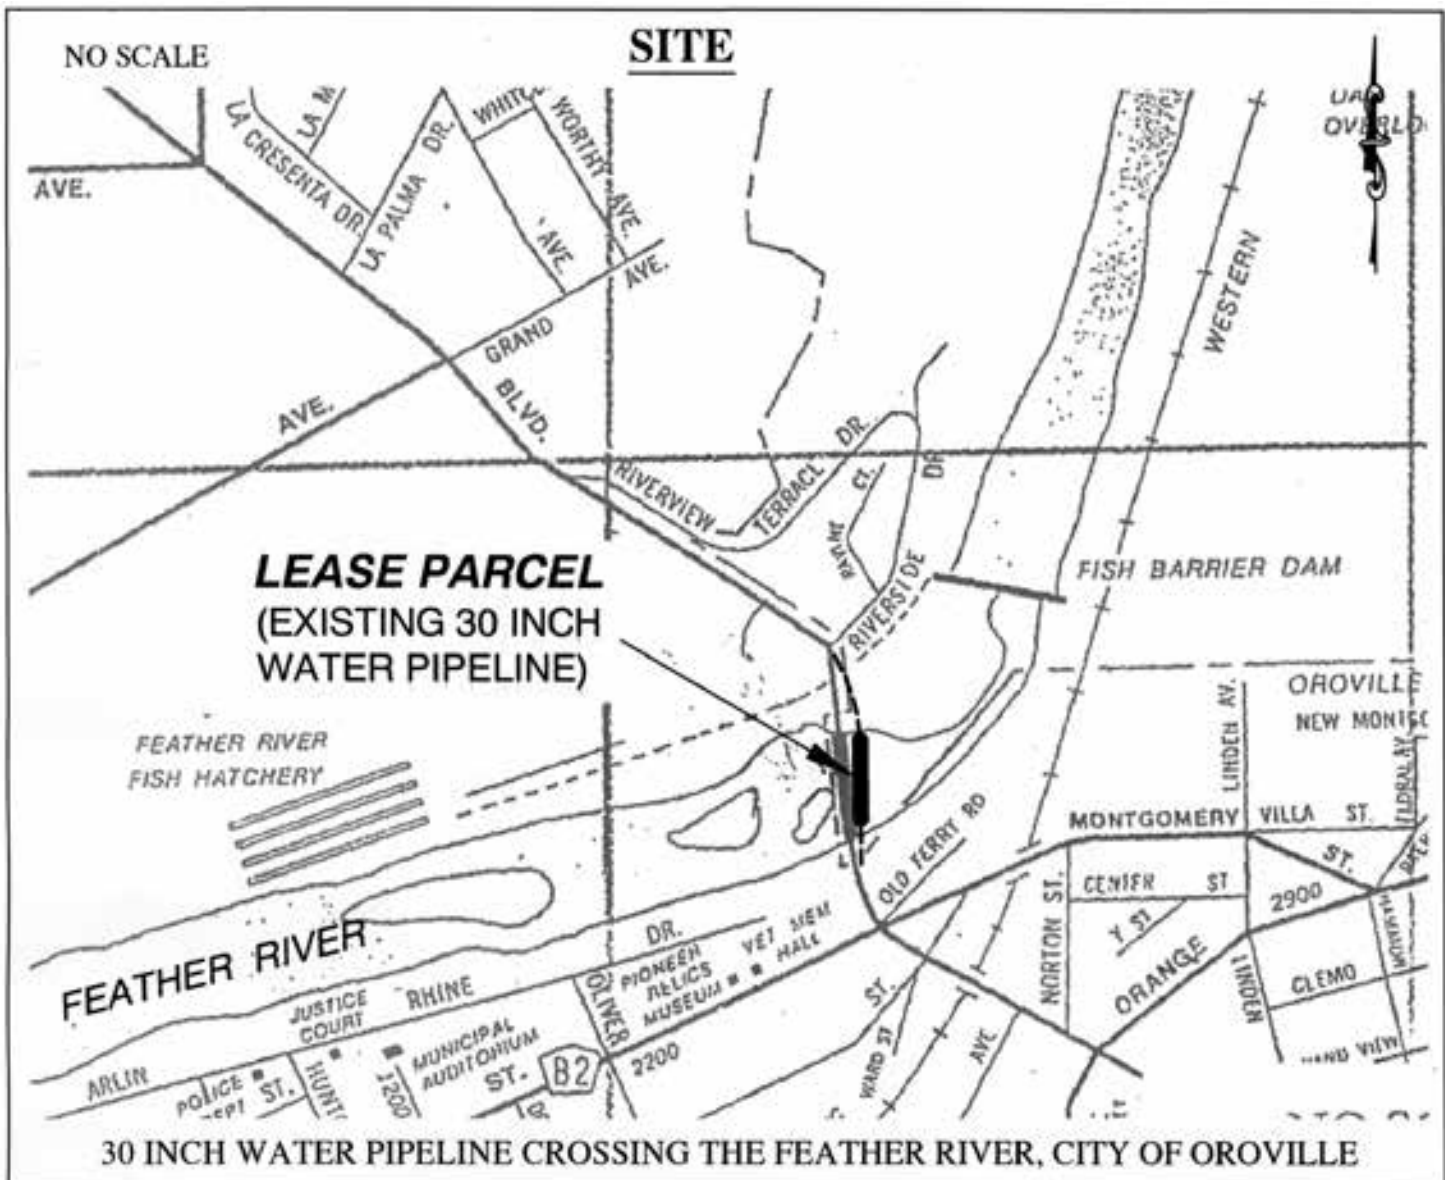 SITE
NO SCALE
LA CRESENTA DR.
LA M
LA PALMA DR.
WORTHY AVE.
AVE.
AVE.
GRAND
AVE.
AVE.
BLVD.
WESTERN
RIVERVIEW
TERRACE DR.
RAVINE CT.
RIVERSIDE
DR
LEASE PARCEL
(EXISTING 30 INCH
WATER PIPELINE)
FISH BARRIER DAM
FEATHER RIVER
FISH HATCHERY
OROVILLE
LINDEN AV.
MONTGOMERY
ST.
VILLA ST.
OLD FERRY RD
CENTER ST
Y ST
NORTON ST.
ORANGE
2900
LINDEN
GLEMO
FEATHER RIVER
ARLIN
RHINE
DR.
JUSTICE
COURT
POLICE
DEPT
ST.
1200
MUNICIPAL
AUDITORIUM
ST.
B2
2200
OLIVER
PIONEER
RELICS
MUSEUM
VET MEM
HALL
ST.
WARD ST
AVE
30 INCH WATER PIPELINE CROSSING THE FEATHER RIVER, CITY OF OROVILLE